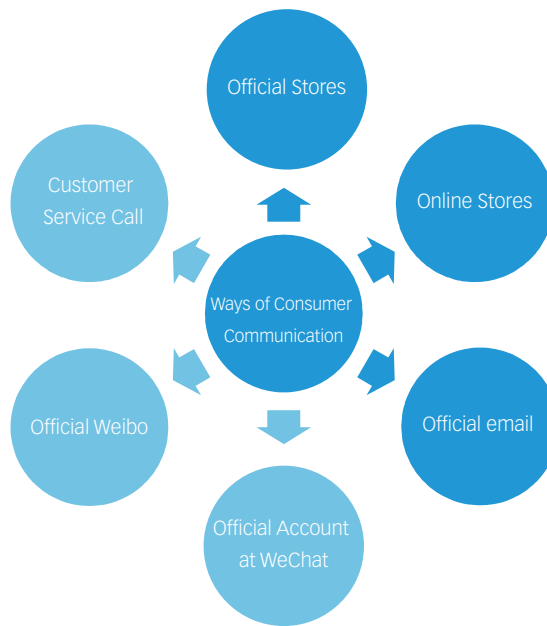 Official Stores
Customer
Service Call
Online Stores
Ways of Consumer
Communication
Official Weibo
Official email
Official Account
at WeChat